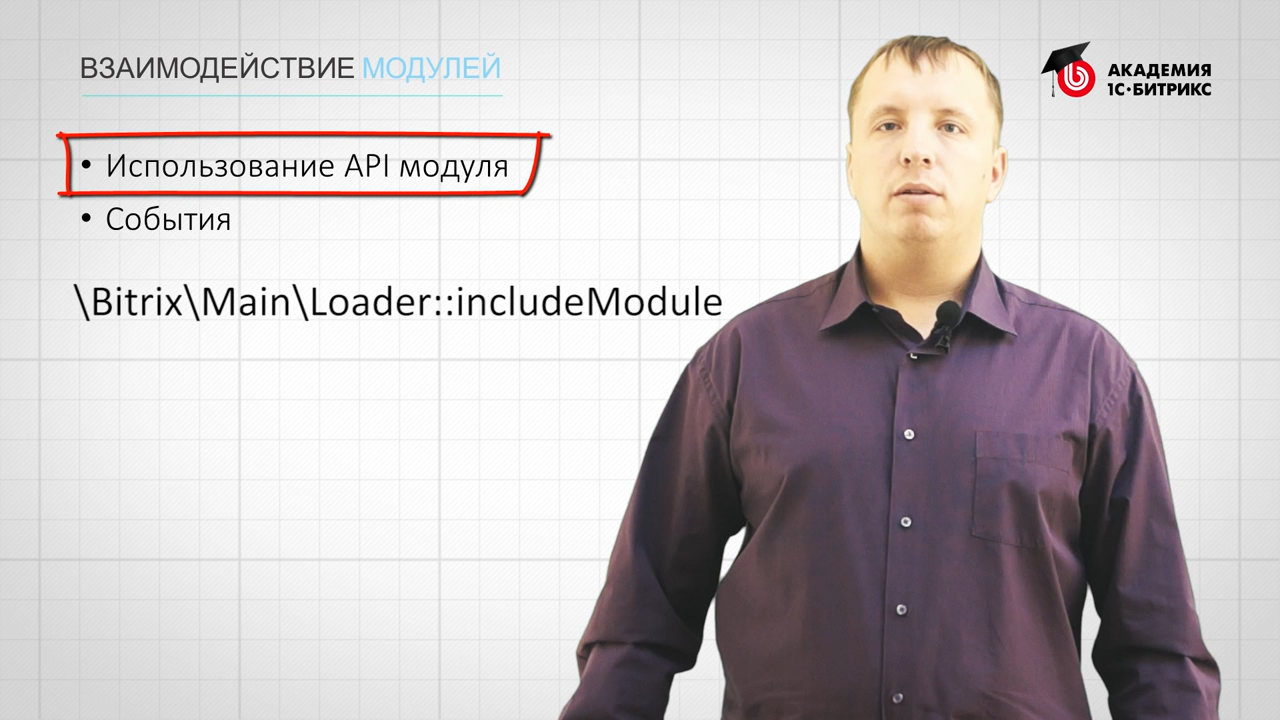 ВЗАИМОДЕЙСТВИЕ МОДУЛЕЙ
• Использование API модуля
• События
\Bitrix\Main\Loader::includeModule
АКАДЕМИЯ
1С·БИТРИКС